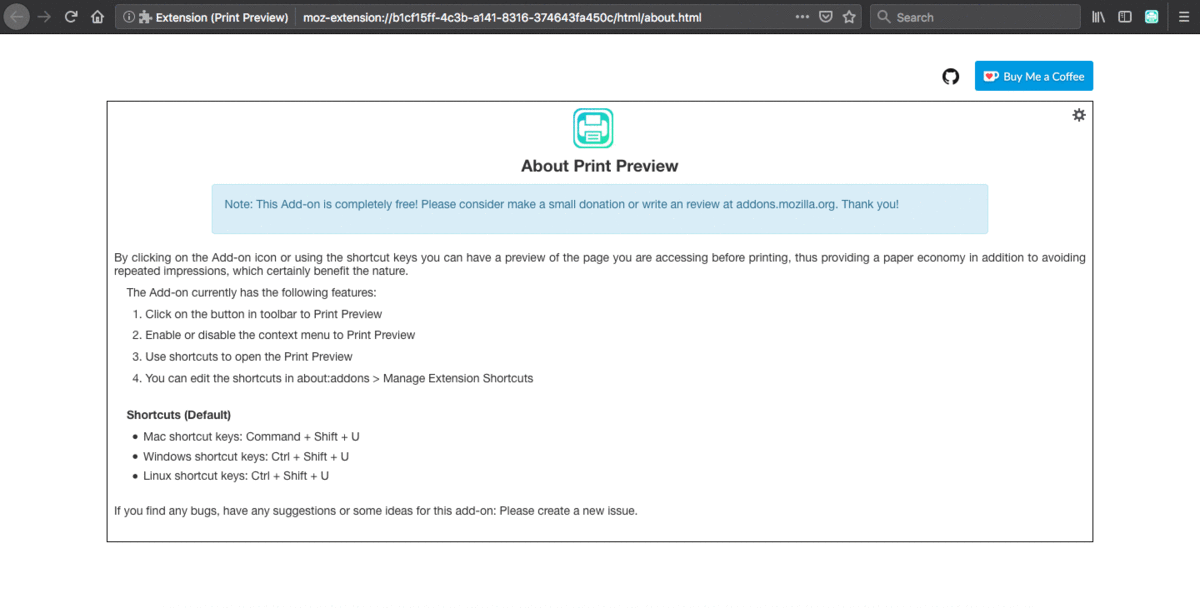 Extension (Print Preview) moz-extension://b1cf15ff-4c3b-a141-8316-374643fa450c/html/about.html Search
Buy Me a Coffee
About Print Preview
Note: This Add-on is completely free! Please consider make a small donation or write an review at addons.mozilla.org. Thank you!
By clicking on the Add-on icon or using the shortcut keys you can have a preview of the page you are accessing before printing, thus providing a paper economy in addition to avoiding
repeated impressions, which certainly benefit the nature.
The Add-on currently has the following features:
1. Click on the button in toolbar to Print Preview
2. Enable or disable the context menu to Print Preview
3. Use shortcuts to open the Print Preview
4. You can edit the shortcuts in about:addons > Manage Extension Shortcuts
Shortcuts (Default)
• Mac shortcut keys: Command + Shift + U
• Windows shortcut keys: Ctrl + Shift + U
• Linux shortcut keys: Ctrl + Shift + U
If you find any bugs, have any suggestions or some ideas for this add-on: Please create a new issue.